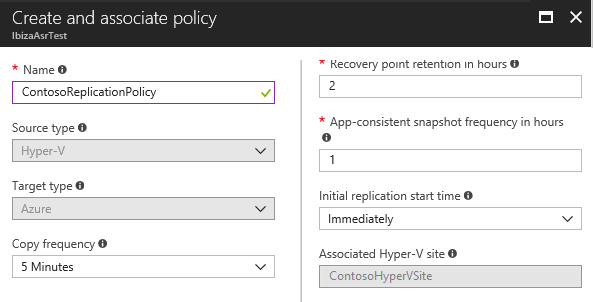 Create and associate policy
IbizaAsrTest
* Name
ContosoReplicationPolicy
Source type
Hyper-V
Target type
Azure
Copy frequency
5 Minutes
* Recovery point retention in hours
2
* App-consistent snapshot frequency in hours
1
Initial replication start time
Immediately
Associated Hyper-V site
ContosoHyperVSite